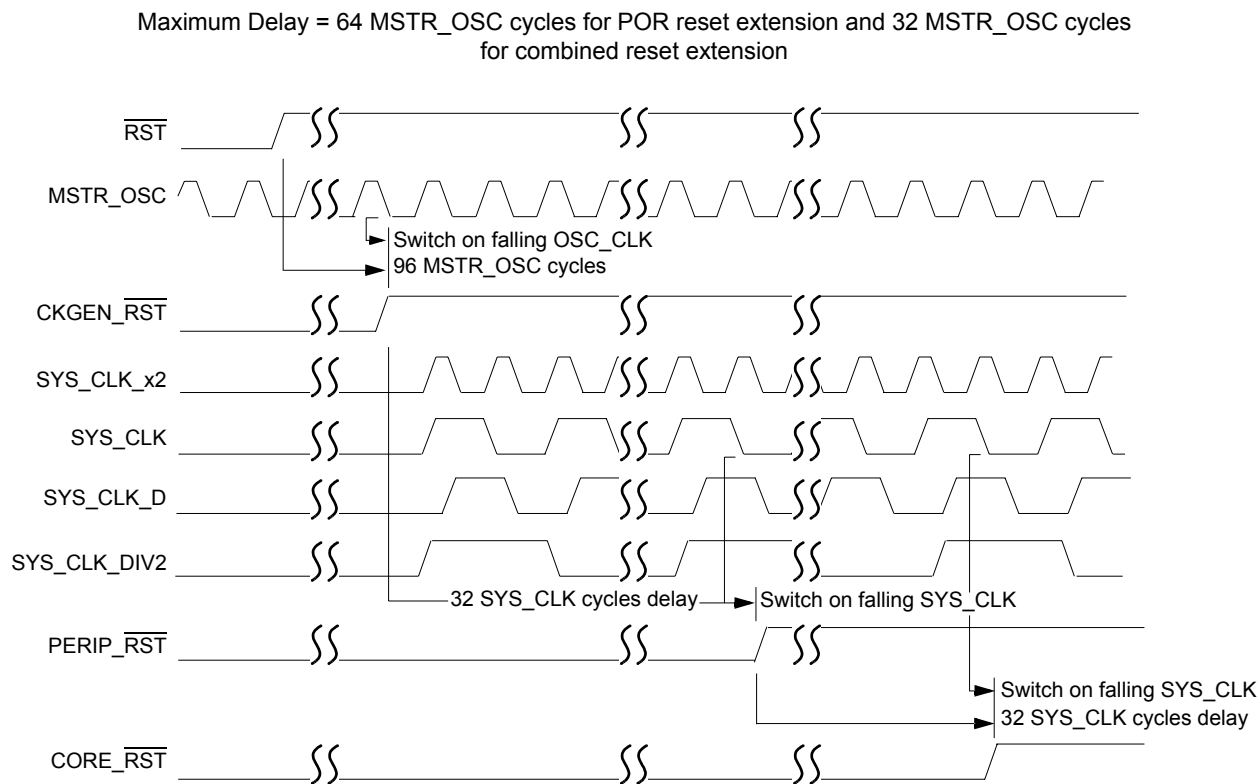 Maximum Delay = 64 MSTR_OSC cycles for POR reset extension and 32 MSTR_OSC cycles
for combined reset extension
RST
MSTR_OSC
Switch on falling OSC_CLK
96 MSTR_OSC cycles
CKGEN_RST
SYS_CLK_x2
SYS_CLK
SYS_CLK_D
SYS_CLK_DIV2
32 SYS_CLK cycles delay
Switch on falling SYS_CLK
PERIP_RST
Switch on falling SYS_CLK
32 SYS_CLK cycles delay
CORE_RST